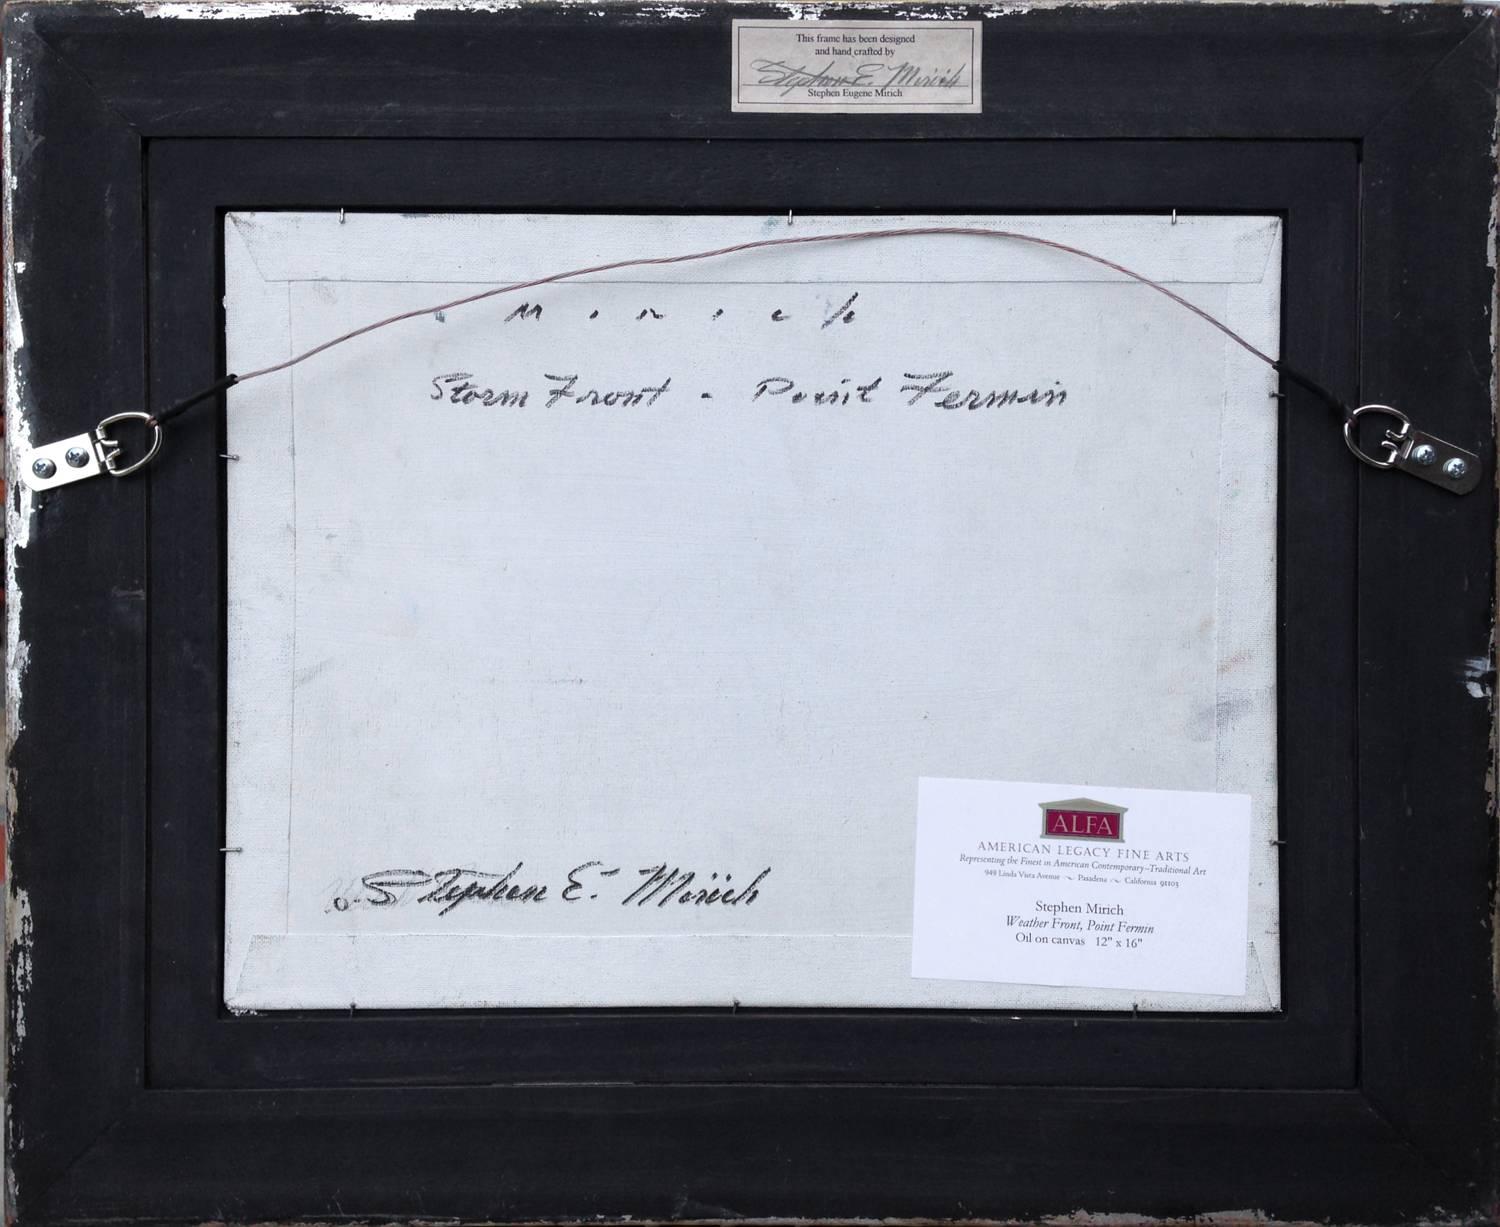 This frame has been designed
and hand crafted by
Stephen E. Mirich
Stephen Eugene Mirich
M i r i c h
Storm Front - Point Fermin
Stephen E. Mirich
ALFA
AMERICAN LEGACY FINE ARTS
Representing the Finest in American Contemporary–Traditional Art
949 Linda Vista Avenue ~ Pasadena ~ California 91103
Stephen Mirich
Weather Front, Point Fermin
Oil on canvas 12" x 16"